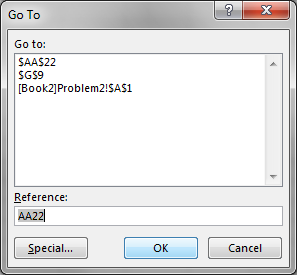 Go To
?
Go to:
$AA$22
$G$9
[Book2]Problem2!$A$1
Reference:
AA22
Special... OK Cancel